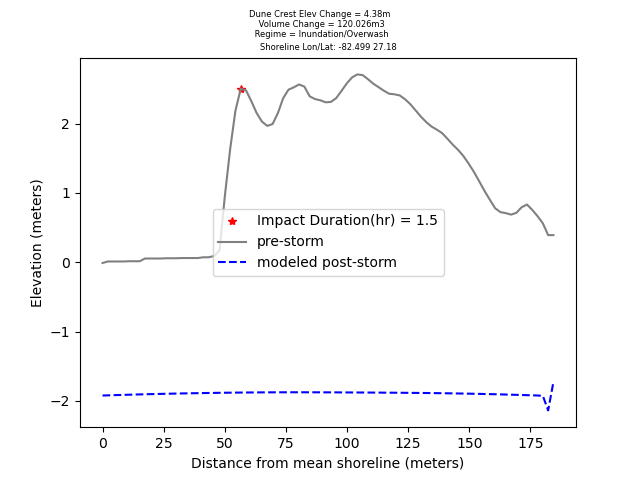 Dune Crest Elev Change = 4.38m
Volume Change = 120.026m3
Regime = Inundation/Overwash
Shoreline Lon/Lat: -82.499 27.18
Elevation (meters)
2
1
0
−1
−2
Impact Duration(hr) = 1.5
pre-storm
modeled post-storm
0 25 50 75 100 125 150 175
Distance from mean shoreline (meters)